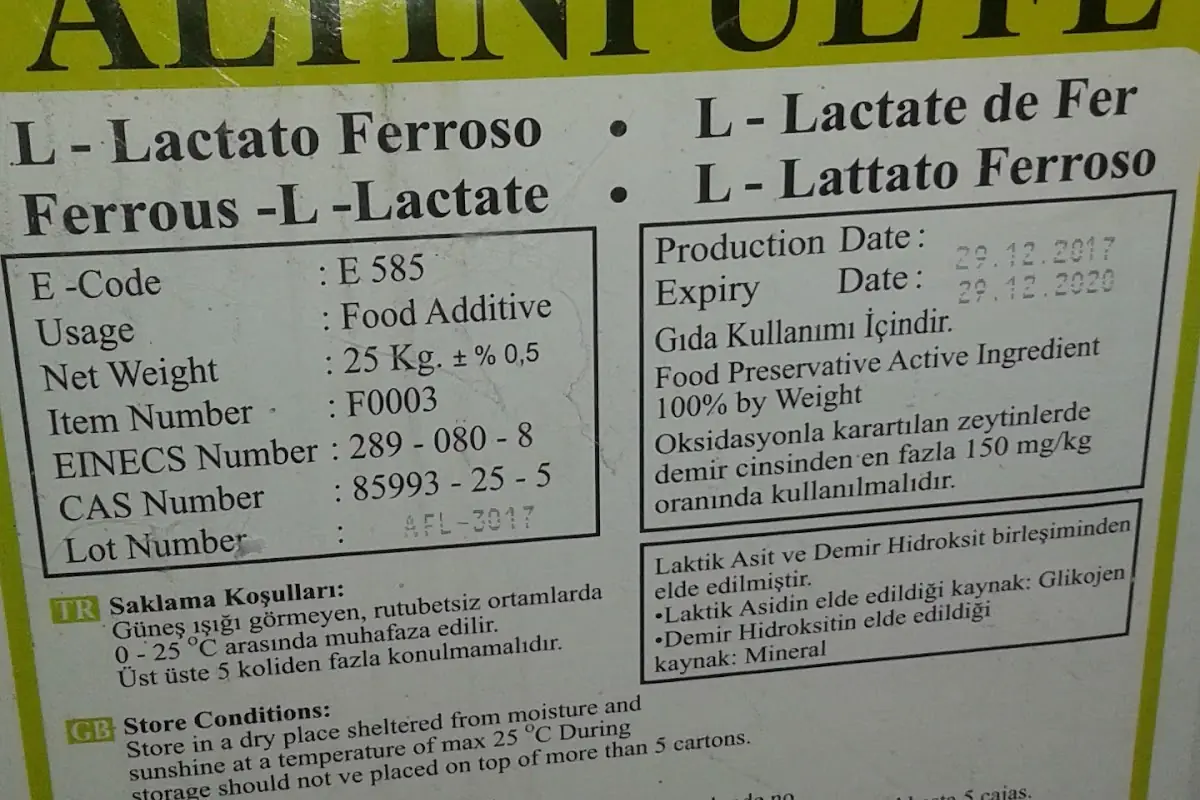 L - Lactato Ferroso • L - Lactate de Fer
Ferrous -L -Lactate • L - Lattato Ferroso
E -Code : E 585
Usage : Food Additive
Net Weight : 25 Kg. ± % 0,5
Item Number : F0003
EINECS Number : 289 - 080 - 8
CAS Number : 85993 - 25 - 5
Lot Number : AFL-3017
Production Date : 29.12.2017
Expiry Date : 29.12.2020
Gıda Kullanımı İçindir.
Food Preservative Active Ingredient
100% by Weight
Oksidasyonla karartılan zeytinlerde
demir cinsinden en fazla 150 mg/kg
oranında kullanılmalıdır.
Laktik Asit ve Demir Hidroksit birleşiminden
elde edilmiştir.
•Laktik Asidin elde edildiği kaynak: Glikojen
•Demir Hidroksitin elde edildiği
kaynak: Mineral
TR Saklama Koşulları:
Güneş ışığı görmeyen, rutubetsiz ortamlarda
0 - 25 °C arasında muhafaza edilir.
Üst üste 5 koliden fazla konulmamalıdır.
GB Store Conditions:
Store in a dry place sheltered from moisture and
sunshine at a temperature of max 25 °C During
storage should not ve placed on top of more than 5 cartons.
5 cajas.